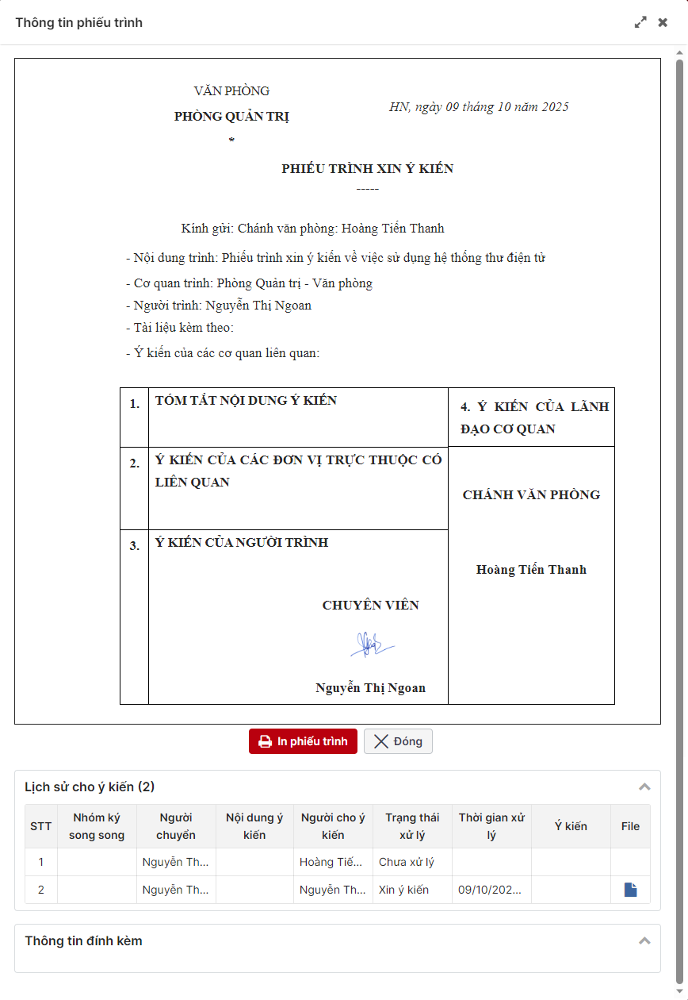 Thông tin phiếu trình
VĂN PHÒNG
PHÒNG QUẢN TRỊ
*
HN, ngày 09 tháng 10 năm 2025
PHIẾU TRÌNH XIN Ý KIẾN
-----
Kính gửi: Chánh văn phòng: Hoàng Tiến Thanh
- Nội dung trình: Phiếu trình xin ý kiến về việc sử dụng hệ thống thư điện tử
- Cơ quan trình: Phòng Quản trị - Văn phòng
- Người trình: Nguyễn Thị Ngoan
- Tài liệu kèm theo:
- Ý kiến của các cơ quan liên quan:
1. TÓM TẮT NỘI DUNG Ý KIẾN
2. Ý KIẾN CỦA CÁC ĐƠN VỊ TRỰC THUỘC CÓ
LIÊN QUAN
3. Ý KIẾN CỦA NGƯỜI TRÌNH
CHUYÊN VIÊN
Nguyễn Thị Ngoan
4. Ý KIẾN CỦA LÃNH
ĐẠO CƠ QUAN
CHÁNH VĂN PHÒNG
Hoàng Tiến Thanh
In phiếu trình
Đóng
Lịch sử cho ý kiến (2)
STT Nhóm ký song song Người chuyển Nội dung ý kiến Người cho ý kiến Trạng thái xử lý Thời gian xử lý Ý kiến File
1 Nguyễn Th... Hoàng Tiế... Chưa xử lý
2 Nguyễn Th... Nguyễn Th... Xin ý kiến 09/10/202...
Thông tin đính kèm